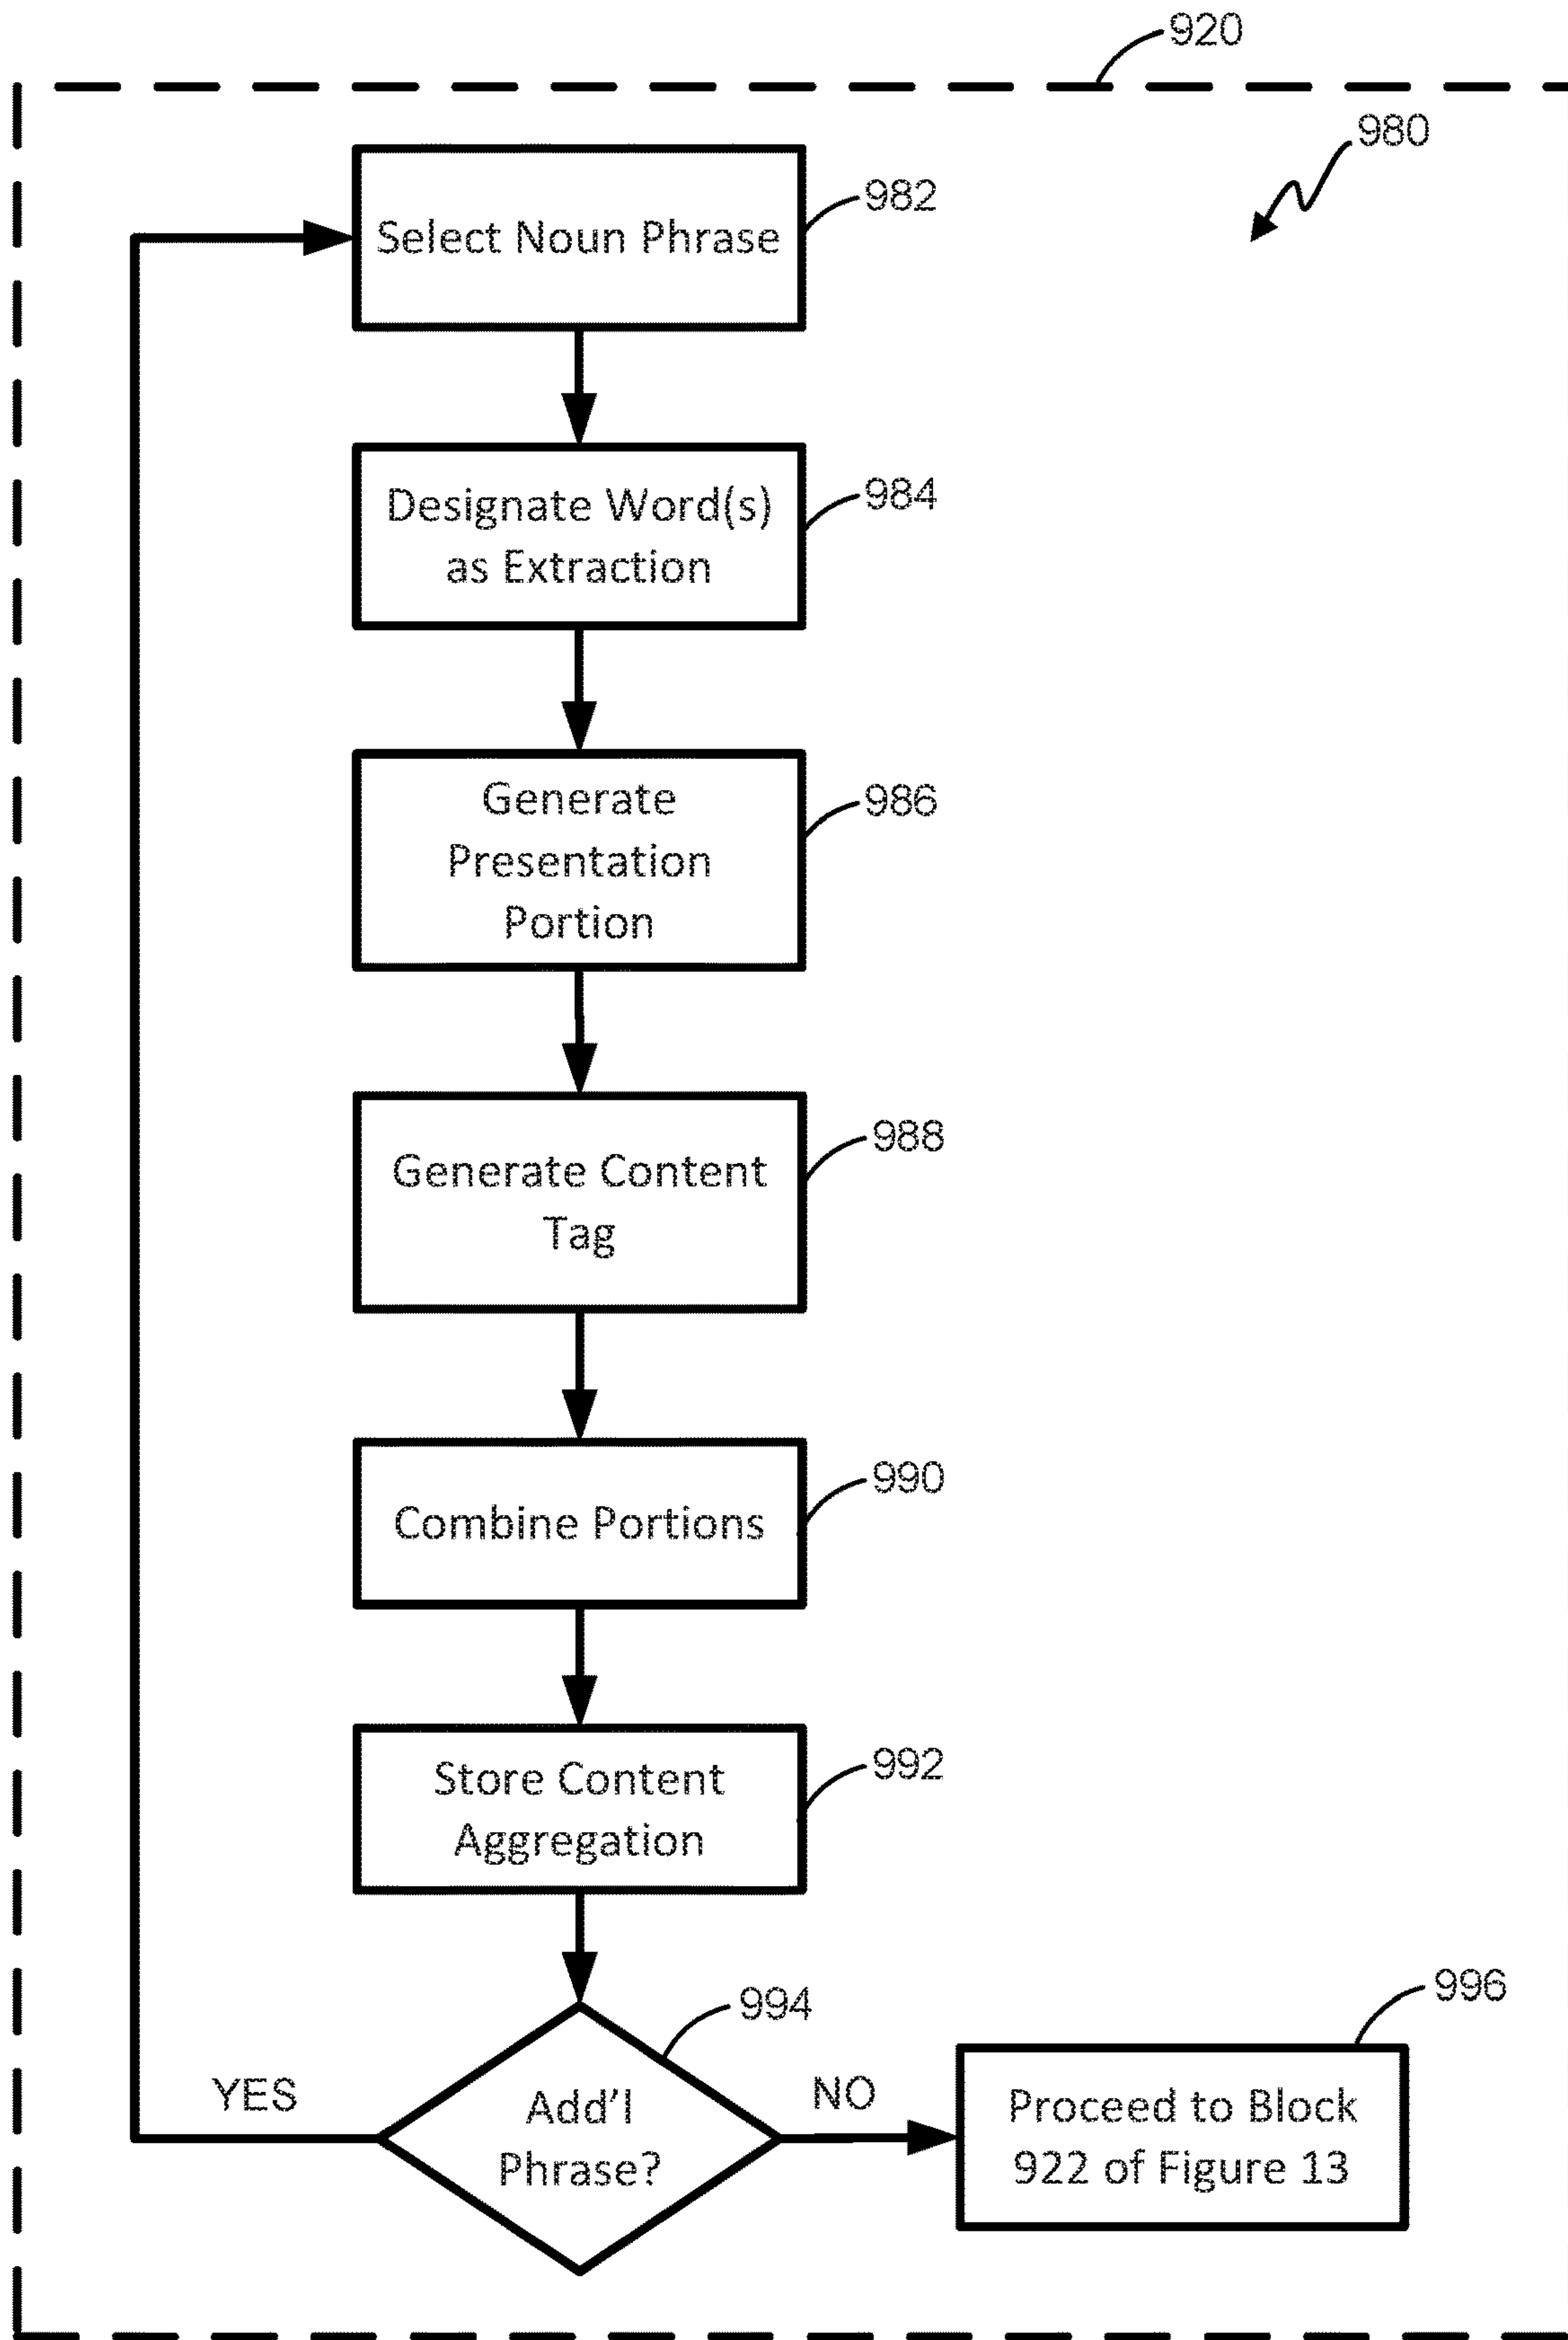 920
980
982
Select Noun Phrase
984
Designate Word(s)
as Extraction
986
Generate
Presentation
Portion
988
Generate Content
Tag
990
Combine Portions
992
Store Content
Aggregation
994
996
YES
Add'l
Phrase?
NO
Proceed to Block
922 of Figure 13